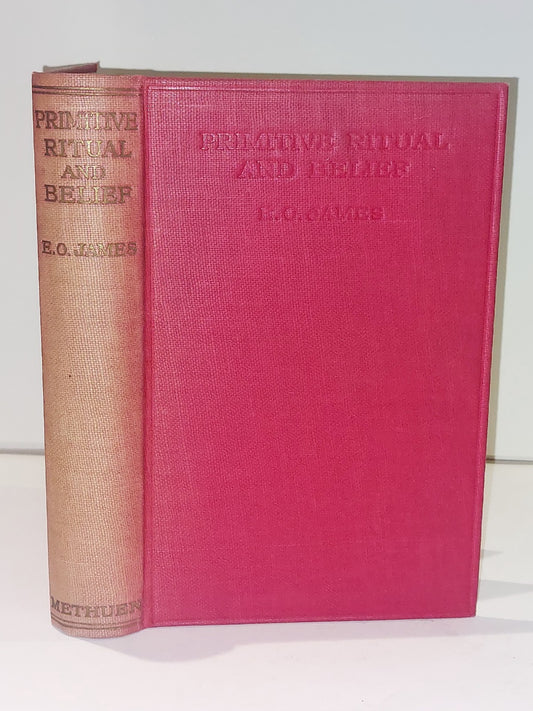 PRIMITIVE
RITUAL
AND
BELIEF
E.O. JAMES
METHUEN
PRIMITIVE RITUAL
AND BELIEF
E.O. JAMES